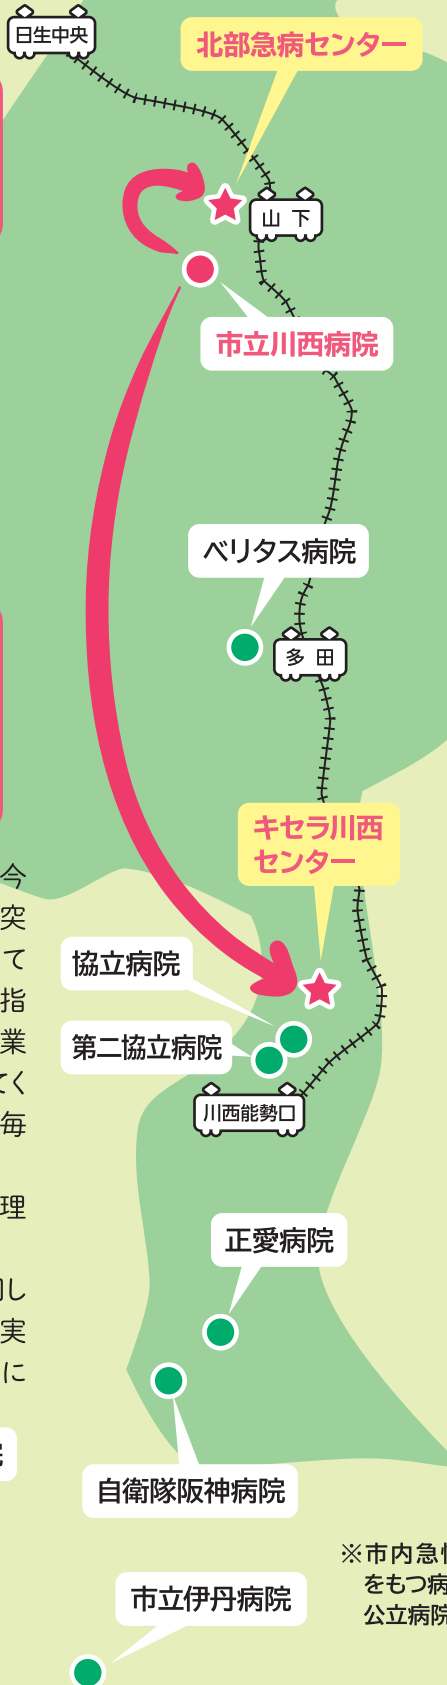 日生中央
北部急病センター
山下
市立川西病院
ベリタス病院
多田
キセラ川西
センター
今
突
て
指
業
てく
毎
理
し
実
に
協立病院
第二協立病院
川西能勢口
正愛病院
自衛隊阪神病院
市立伊丹病院
※市内急
をもつ病
公立病院